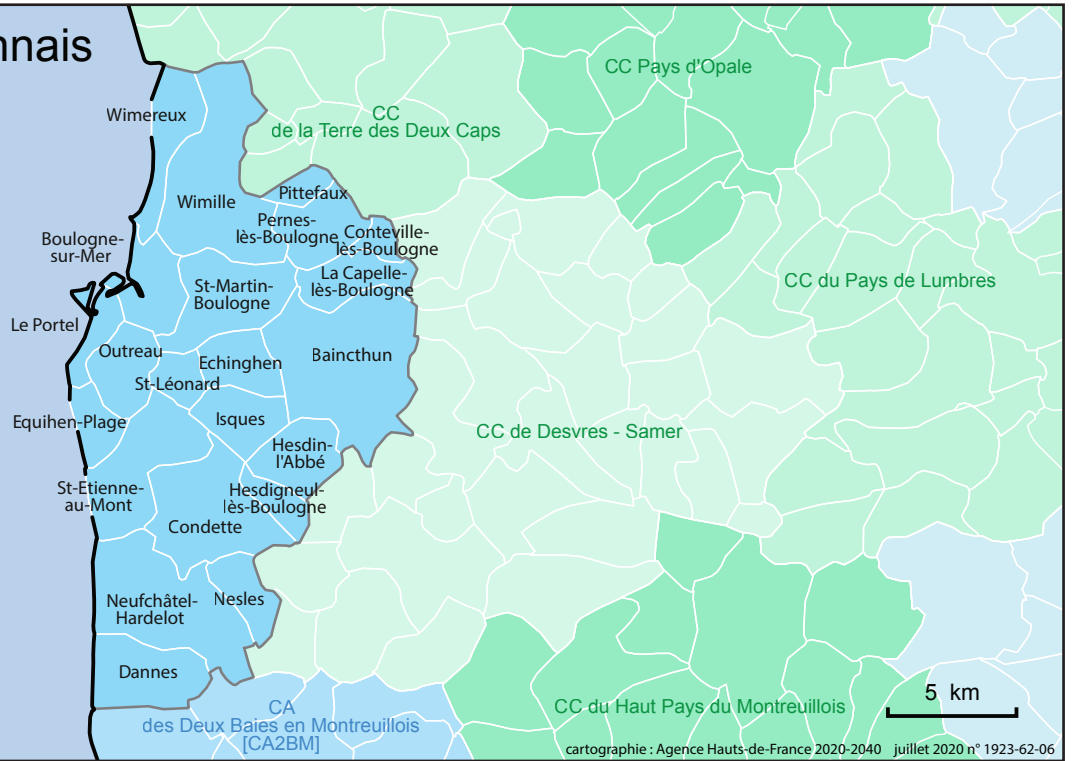 nnais
CC Pays d'Opale
Wimereux
CC
de la Terre des Deux Caps
Pittefaux
Wimille
Pernes-
lès-Boulogne
Conteville-
lès-Boulogne
Boulogne-
sur-Mer
La Capelle-
lès-Boulogne
St-Martin-
Boulogne
CC du Pays de Lumbres
Le Portel
Outreau
Echinghen
Baincthun
St-Léonard
Equihen-Plage
Isques
CC de Desvres - Samer
Hesdin-
l'Abbé
St-Etienne-
au-Mont
Hesdigneul-
lès-Boulogne
Condette
Neufchâtel-
Hardelot
Nesles
Dannes
5 km
CA
des Deux Baies en Montreuillois
[CA2BM]
CC du Haut Pays du Montreuillois
cartographie : Agence Hauts-de-France 2020-2040 juillet 2020 n° 1923-62-06